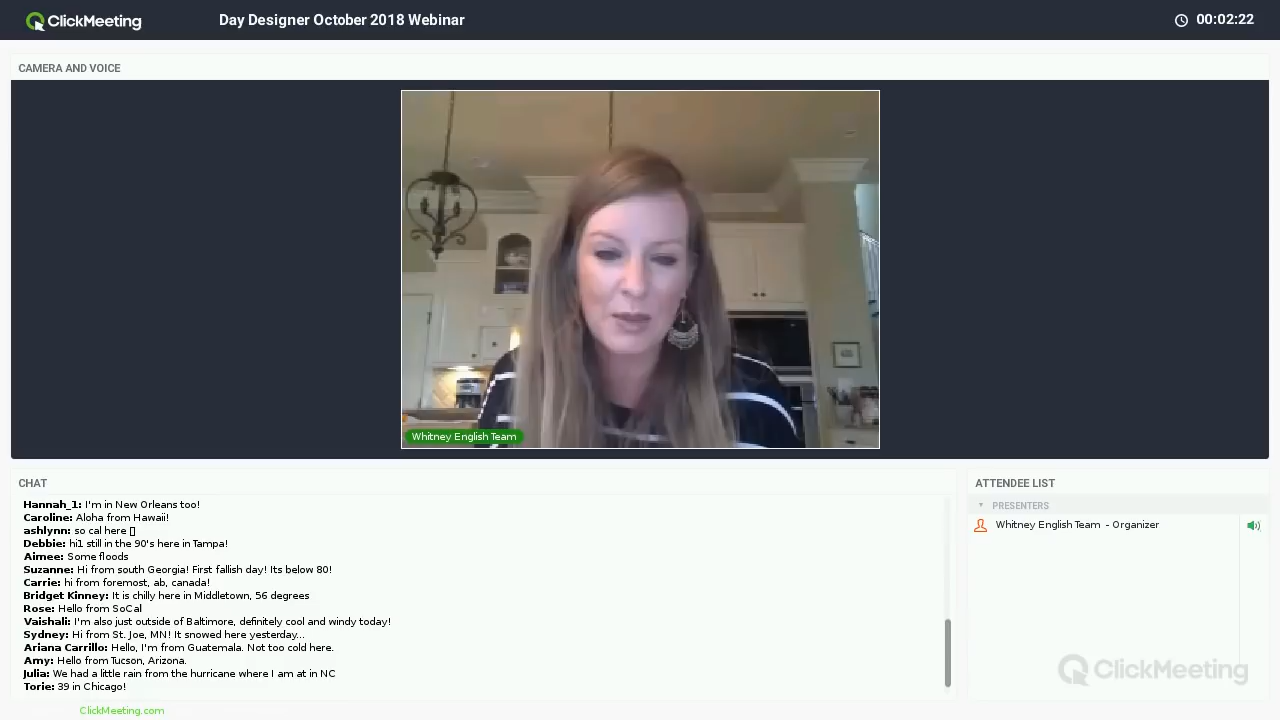 ClickMeeting
Day Designer October 2018 Webinar
00:02:22
CAMERA AND VOICE
Whitney English Team
CHAT
Hannah_1: I'm in New Orleans too!
Caroline: Aloha from Hawaii!
ashlynn: so cal here
Debbie: hi1 still in the 90's here in Tampa!
Aimee: Some floods
Suzanne: Hi from south Georgia! First fallish day! Its below 80!
Carrie: hi from foremost, ab, canada!
Bridget Kinney: It is chilly here in Middletown, 56 degrees
Rose: Hello from SoCal
Vaishali: I'm also just outside of Baltimore, definitely cool and windy today!
Sydney: Hi from St. Joe, MN! It snowed here yesterday...
Ariana Carrillo: Hello, I'm from Guatemala. Not too cold here.
Amy: Hello from Tucson, Arizona.
Julia: We had a little rain from the hurricane where I am at in NC
Torie: 39 in Chicago!
ATTENDEE LIST
PRESENTERS
Whitney English Team - Organizer
ClickMeeting
ClickMeeting.com